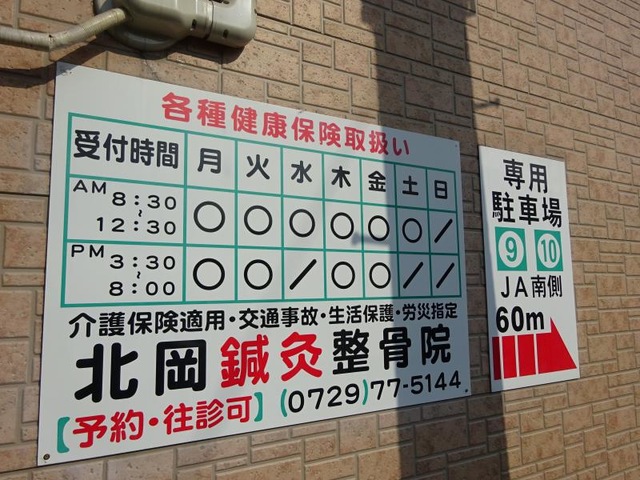 各種健康保険取扱い
受付時間 月 火 水 木 金 土 日
AM 8:30~12:30 ○ ○ ○ ○ ○ ○ /
PM 3:30~8:00 ○ ○ / ○ ○ / /
介護保険適用・交通事故・生活保護・労災指定
北岡鍼灸整骨院
【予約・往診可】(0729)77-5144
専用
駐車場
9 10
JA南側
60m